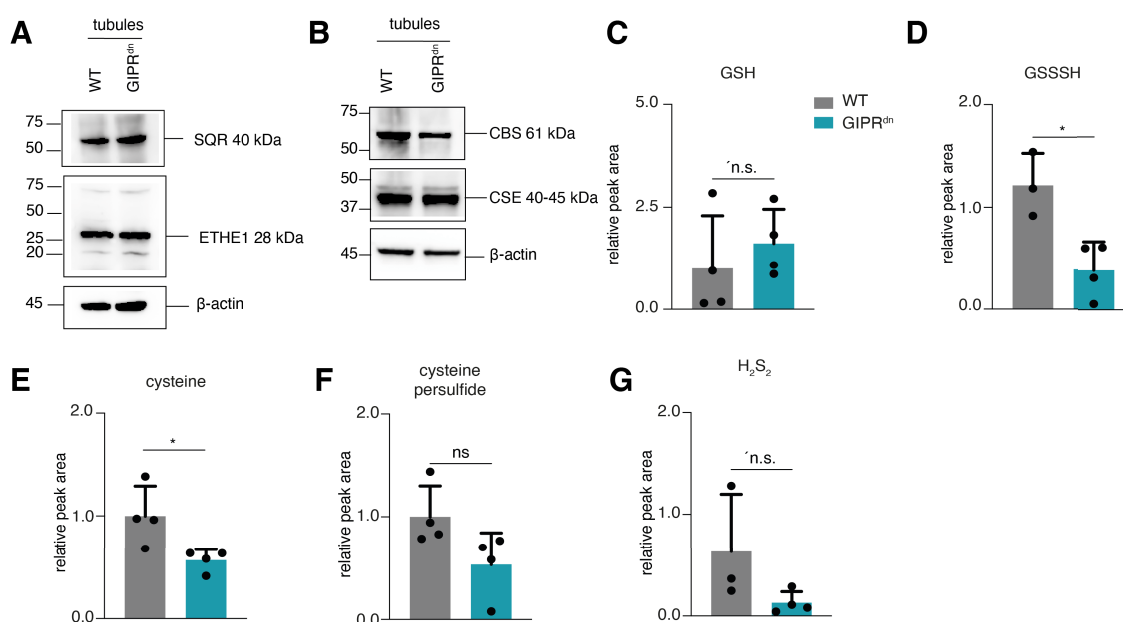 A
tubules
WT
GIPRdn
75
50
SQR 40 kDa
75
50
25
20
ETHE1 28 kDa
45
β-actin
B
tubules
WT
GIPRdn
75
50
CBS 61 kDa
50
37
CSE 40-45 kDa
45
β-actin
C
GSH
relative peak area
5.0
2.5
0.0
´n.s.
WT
GIPRdn
D
GSSSH
relative peak area
2.0
1.0
0.0
*
E
cysteine
relative peak area
2.0
1.0
0.0
*
F
cysteine
persulfide
relative peak area
2.0
1.0
0.0
ns
G
H2S2
relative peak area
2.0
1.0
0.0
´n.s.